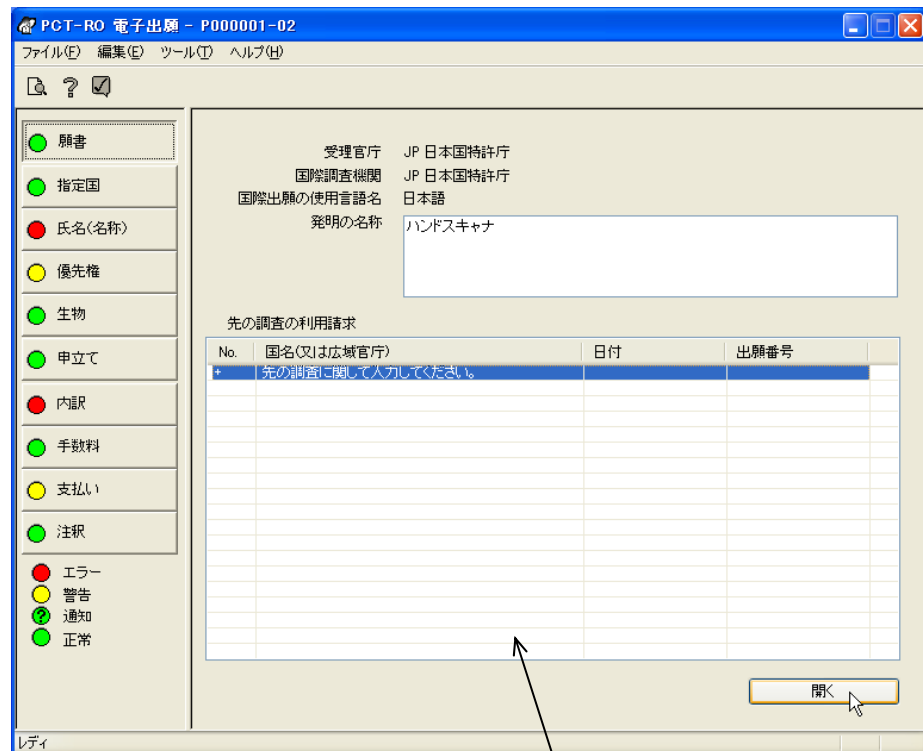 PCT-RO 電子出願 - P000001-02
ファイル(F) 編集(E) ツール(T) ヘルプ(H)
願書
指定国
氏名(名称)
優先権
生物
申立て
内訳
手数料
支払い
注釈
エラー
警告
通知
正常
受理官庁 JP 日本国特許庁
国際調査機関 JP 日本国特許庁
国際出願の使用言語名 日本語
発明の名称 ハンドスキャナ
先の調査の利用請求
No. 国名(又は広域官庁) 日付 出願番号
+ 先の調査に関して入力してください。
開く
レディ